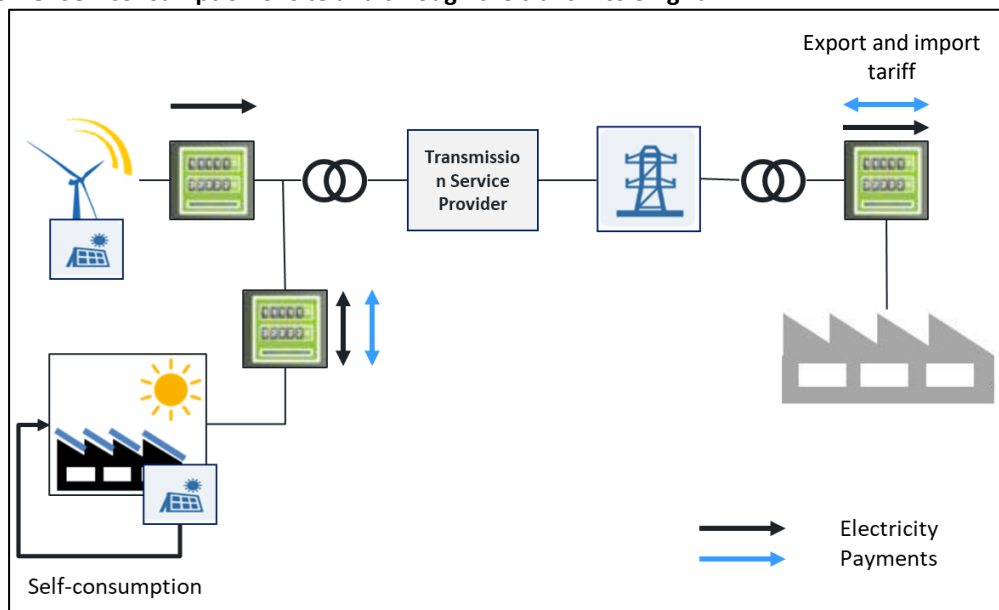 Export and import
tariff
Transmissio
n Service
Provider
Electricity
Payments
Self-consumption